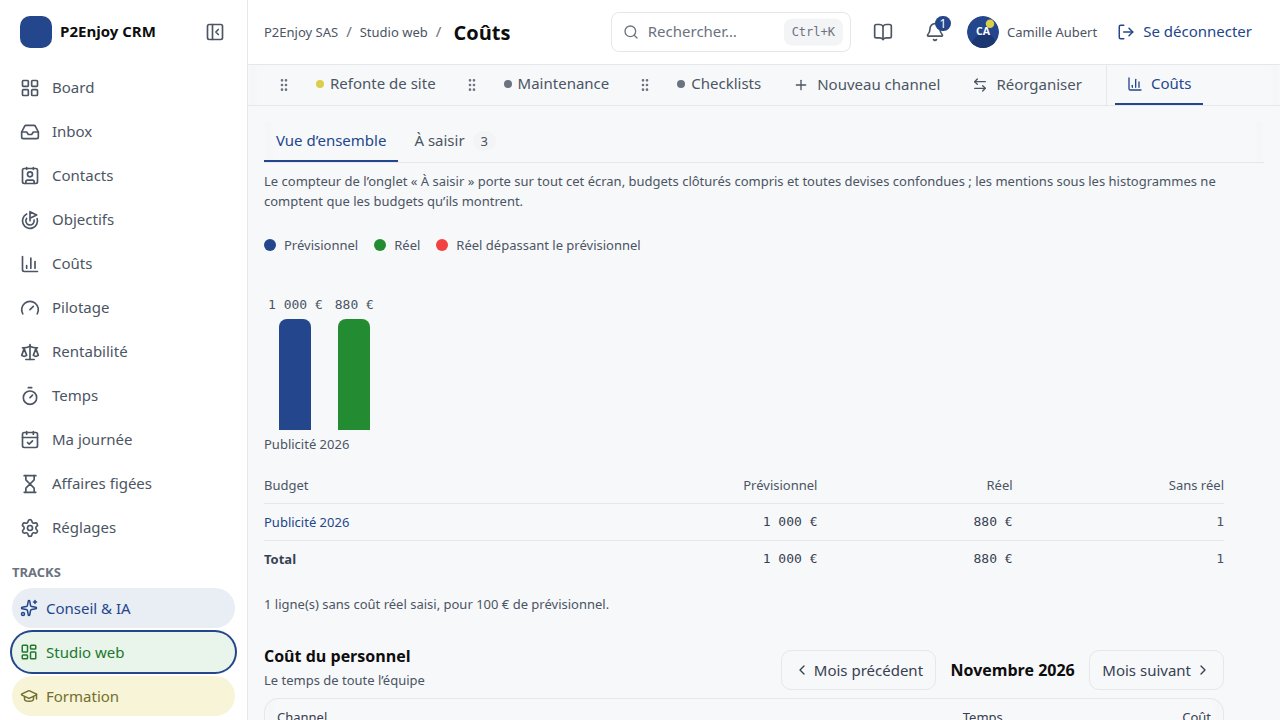 P2Enjoy CRM
Board
Inbox
Contacts
Objectifs
Coûts
Pilotage
Rentabilité
Temps
Ma journée
Affaires figées
Réglages
TRACKS
Conseil & IA
Studio web
Formation
P2Enjoy SAS / Studio web / Coûts
Rechercher... Ctrl+K
1
CA
Camille Aubert
Se déconnecter
Refonte de site
Maintenance
Checklists
Nouveau channel
Réorganiser
Coûts
Vue d’ensemble
À saisir 3
Le compteur de l’onglet « À saisir » porte sur tout cet écran, budgets clôturés compris et toutes devises confondues ; les mentions sous les histogrammes ne
comptent que les budgets qu’ils montrent.
Prévisionnel Réel Réel dépassant le prévisionnel
1 000 € 880 €
Publicité 2026
Budget Prévisionnel Réel Sans réel
Publicité 2026 1 000 € 880 € 1
Total 1 000 € 880 € 1
1 ligne(s) sans coût réel saisi, pour 100 € de prévisionnel.
Coût du personnel
Le temps de toute l’équipe
Mois précédent Novembre 2026 Mois suivant
Channel Temps Coût